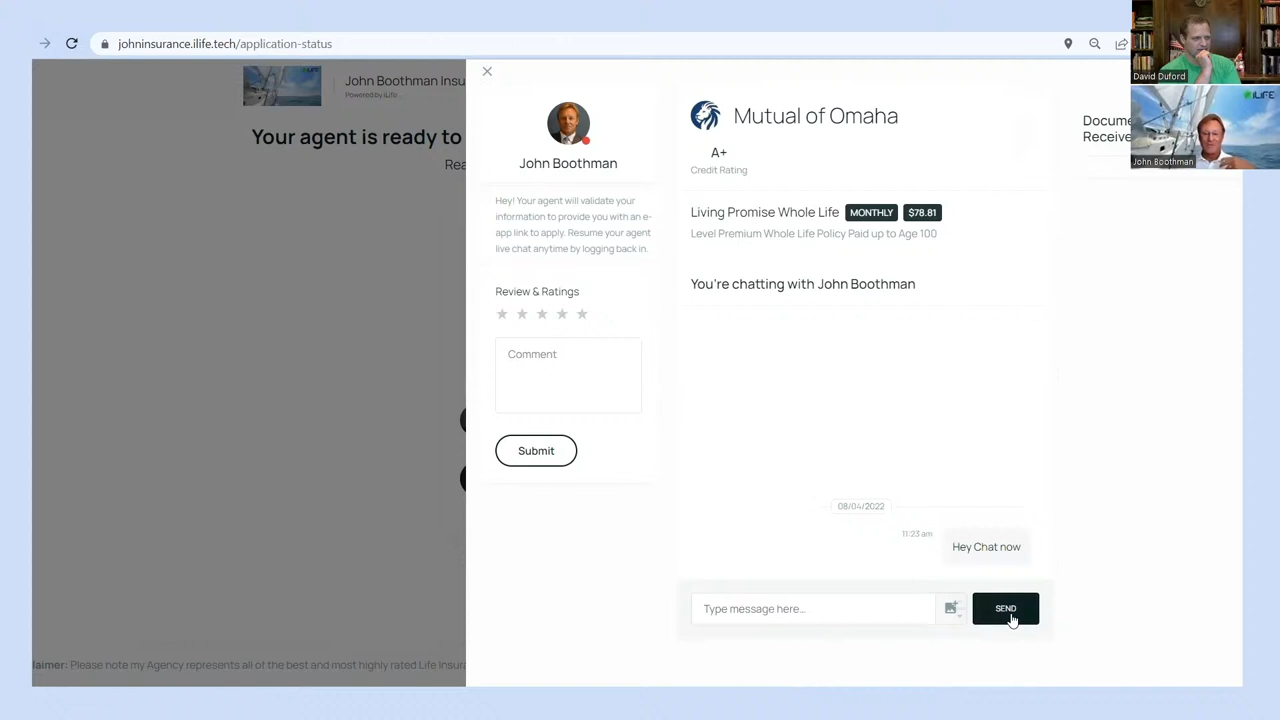 johninsurance.ilife.tech/application-status
David Duford
iLIFE
John Boothman
John Boothman Insu
Powered by iLife
Your agent is ready to
Rea
laimer: Please note my Agency represents all of the best and most highly rated Life Insura
John Boothman
Hey! Your agent will validate your
information to provide you with an e-
app link to apply. Resume your agent
live chat anytime by logging back in.
Review & Ratings
Comment
Submit
Mutual of Omaha
A+
Credit Rating
Living Promise Whole Life MONTHLY $78.81
Level Premium Whole Life Policy Paid up to Age 100
You're chatting with John Boothman
08/04/2022
11:23 am
Hey Chat now
Type message here...
SEND
Docume
Receive